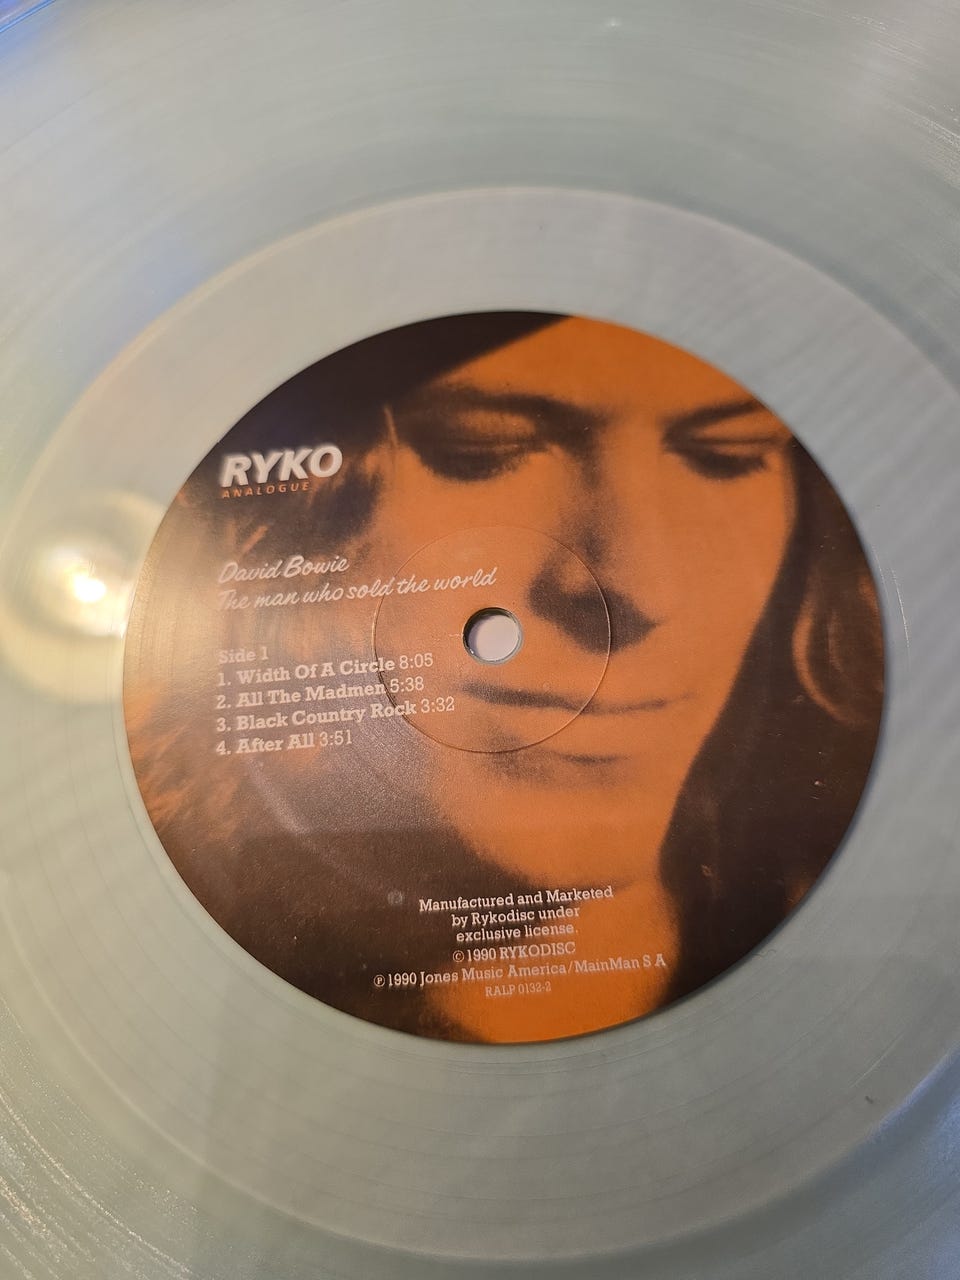 RYKO
ANALOGUE
David Bowie
The man who sold the world
Side 1
1. Width Of A Circle 8:05
2. All The Madmen 5:38
3. Black Country Rock 3:32
4. After All 3:51
Manufactured and Marketed
by Rykodisc under
exclusive license.
© 1990 RYKODISC
℗ 1990 Jones Music America/MainMan S A
RALP 0132-2